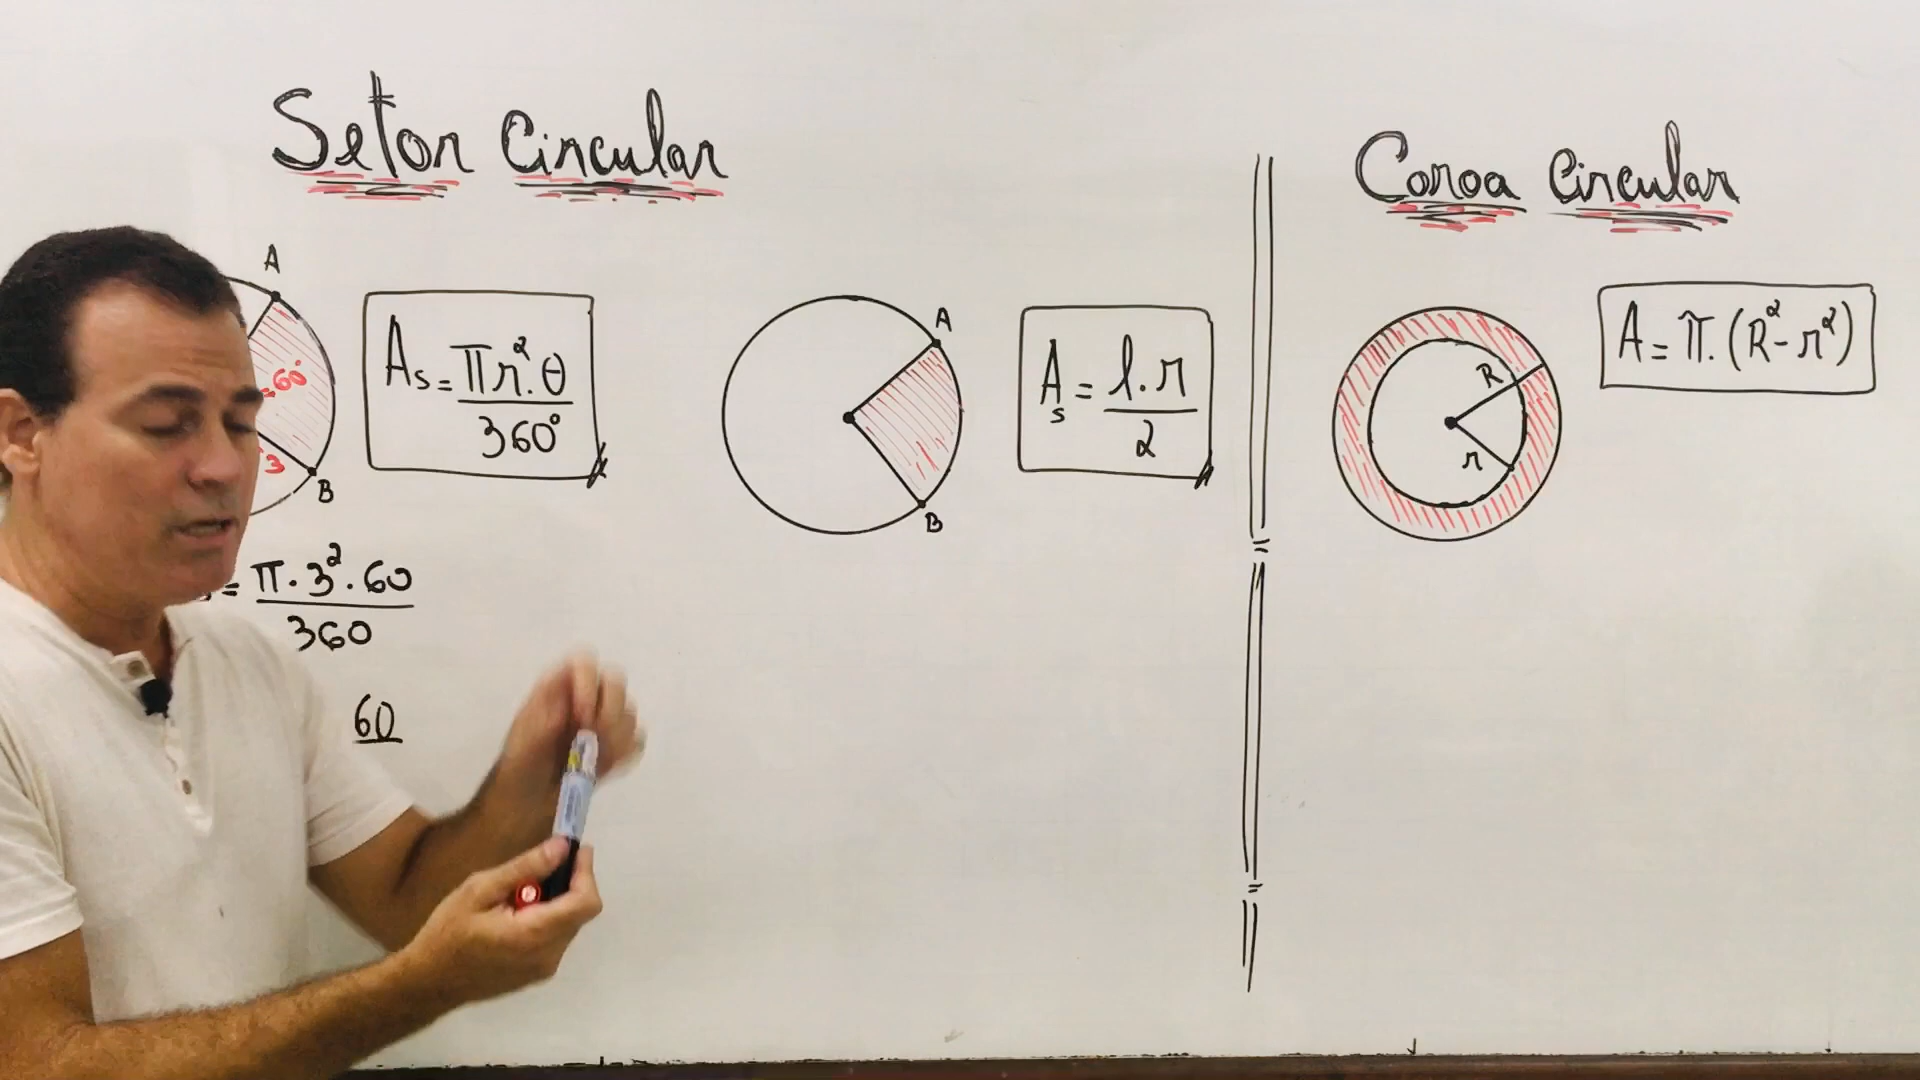 Setor Circular
A
60°
3
B
As = πr². θ
360°
A
B
As = l. r
2
= π. 3². 60
360
60
Coroa Circular
R
r
A = π. (R² - r²)